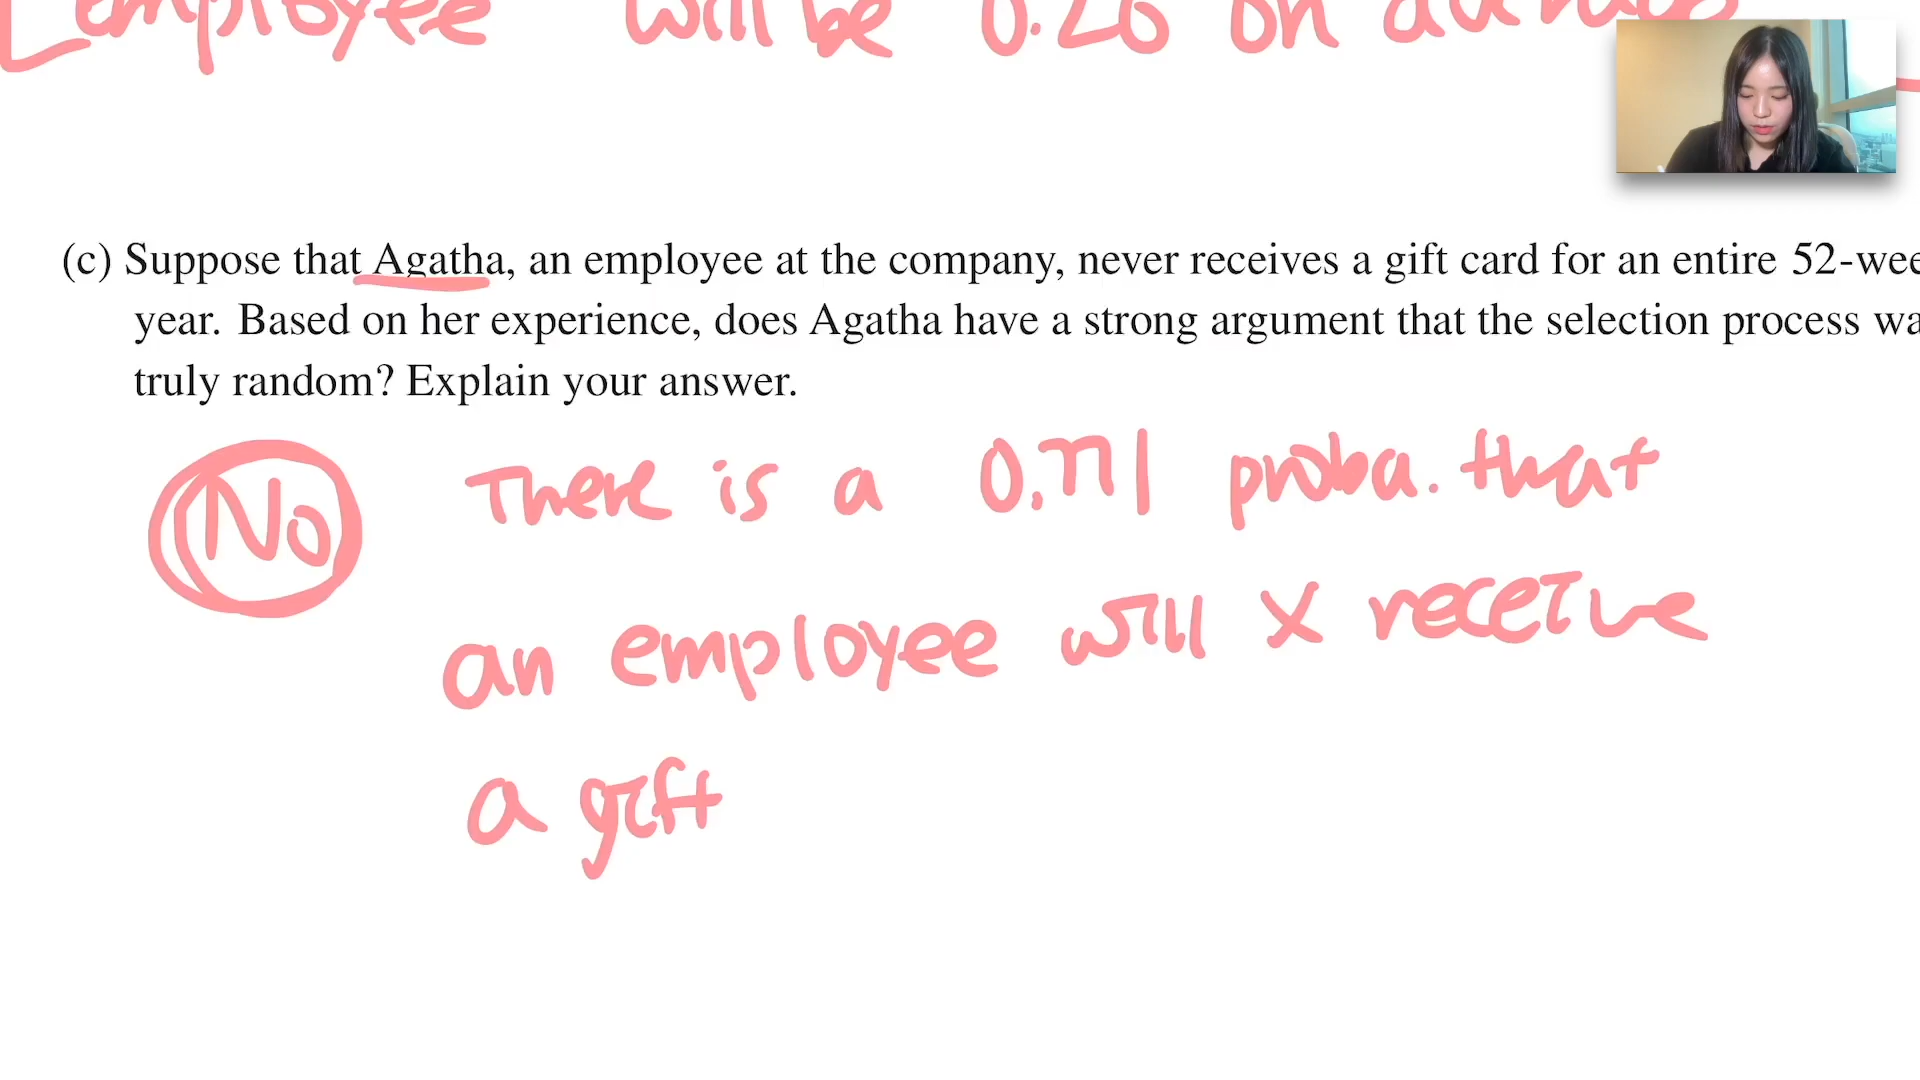 employee will be 0.26 on average
(c) Suppose that Agatha, an employee at the company, never receives a gift card for an entire 52-wee
year. Based on her experience, does Agatha have a strong argument that the selection process wa
truly random? Explain your answer.
No There is a 0.771 proba. that
an employee will x receive
a gift